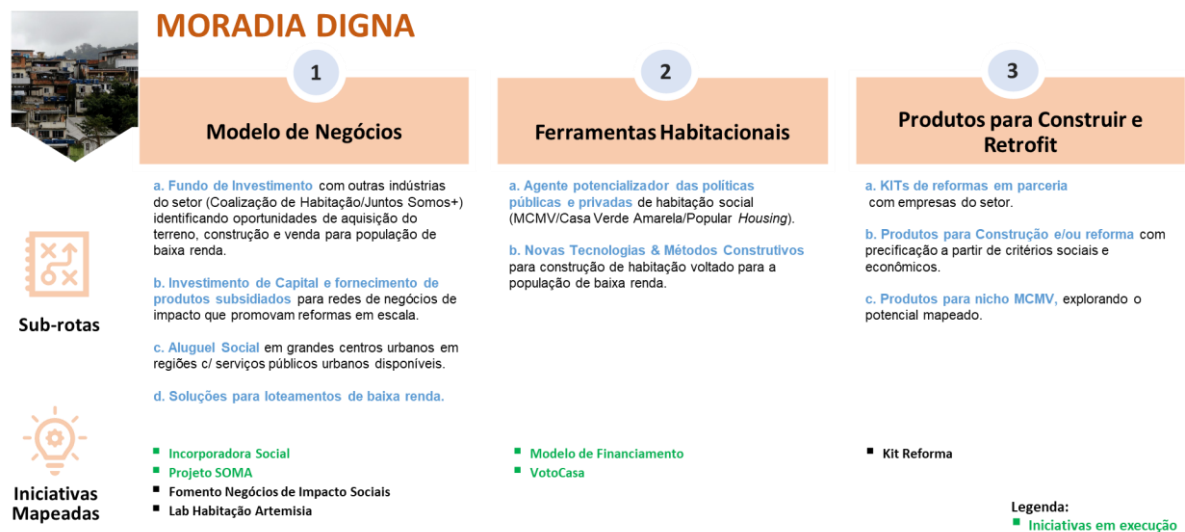 MORADIA DIGNA
1
Modelo de Negócios
a. Fundo de Investimento com outras indústrias
do setor (Coalização de Habitação/Juntos Somos+)
identificando oportunidades de aquisição do
terreno, construção e venda para população de
baixa renda.
b. Investimento de Capital e fornecimento de
produtos subsidiados para redes de negócios de
impacto que promovam reformas em escala.
c. Aluguel Social em grandes centros urbanos em
regiões c/ serviços públicos urbanos disponíveis.
d. Soluções para loteamentos de baixa renda.
2
Ferramentas Habitacionais
a. Agente potencializador das políticas
públicas e privadas de habitação social
(MCMV/Casa Verde Amarela/Popular Housing).
b. Novas Tecnologias & Métodos Construtivos
para construção de habitação voltado para a
população de baixa renda.
3
Produtos para Construir e
Retrofit
a. KITs de reformas em parceria
com empresas do setor.
b. Produtos para Construção e/ou reforma com
precificação a partir de critérios sociais e
econômicos.
c. Produtos para nicho MCMV, explorando o
potencial mapeado.
Sub-rotas
Iniciativas
Mapeadas
▪ Incorporadora Social
▪ Projeto SOMA
▪ Fomento Negócios de Impacto Sociais
▪ Lab Habitação Artemisia
▪ Modelo de Financiamento
▪ VotoCasa
▪ Kit Reforma
Legenda:
▪ Iniciativas em execução